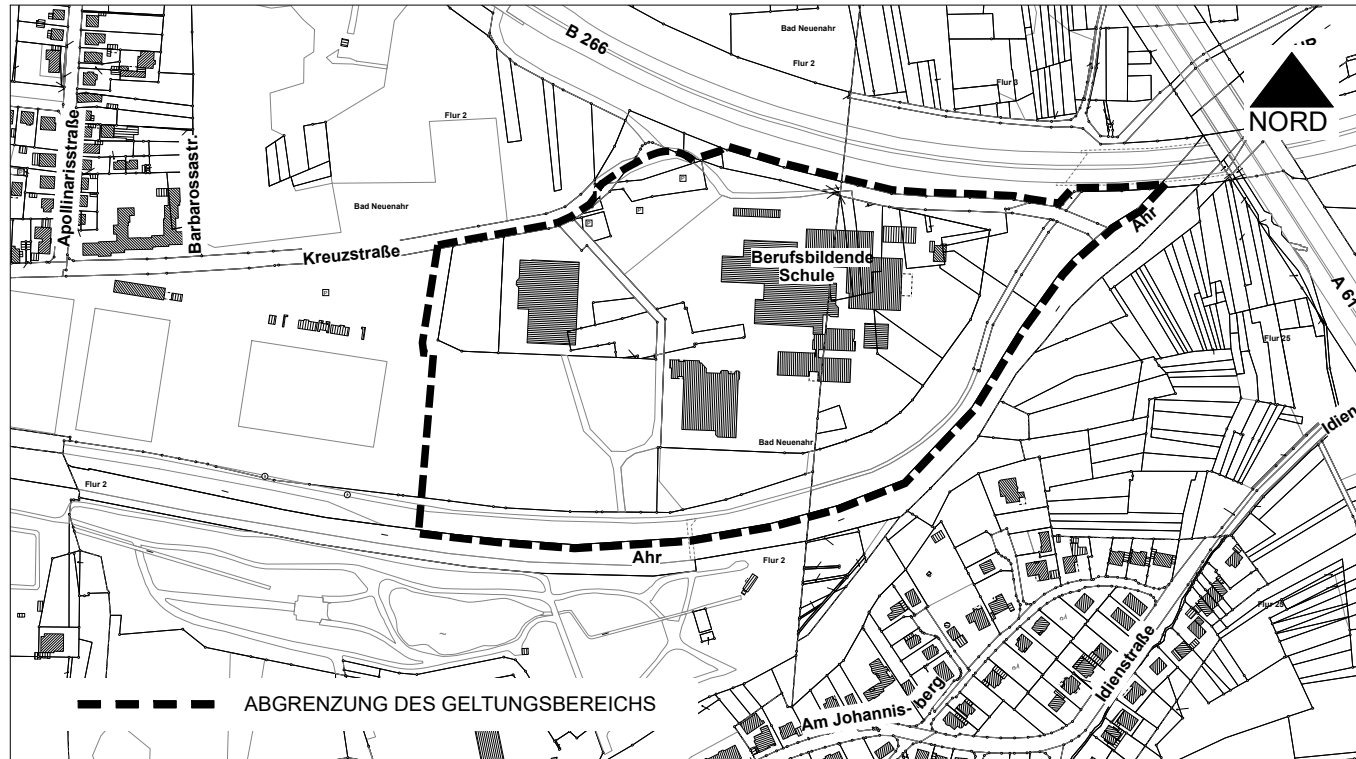 B 266
Bad Neuenahr
Flur 2
Flur 3
NORD
Apollinarisstraße
Barbarossastr.
Flur 2
Bad Neuenahr
Kreuzstraße
P
P
P
P
Berufsbildende
Schule
Ahr
A 61
Flur 25
Idien
Bad Neuenahr
Flur 2
Ahr
Flur 2
Flur 25
Idienstraße
Am Johannis-
berg
ABGRENZUNG DES GELTUNGSBEREICHS